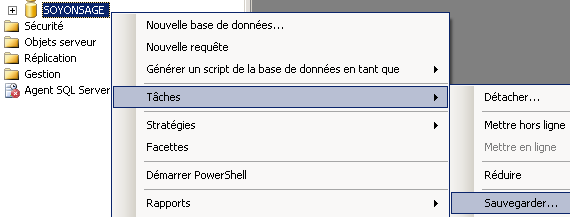 SOYONSAGE
Sécurité
Objets serveur
Réplication
Gestion
Agent SQL Server
Nouvelle base de données...
Nouvelle requête
Générer un script de la base de données en tant que
Tâches
Stratégies
Facettes
Démarrer PowerShell
Rapports
Détacher...
Mettre hors ligne
Mettre en ligne
Réduire
Sauvegarder...